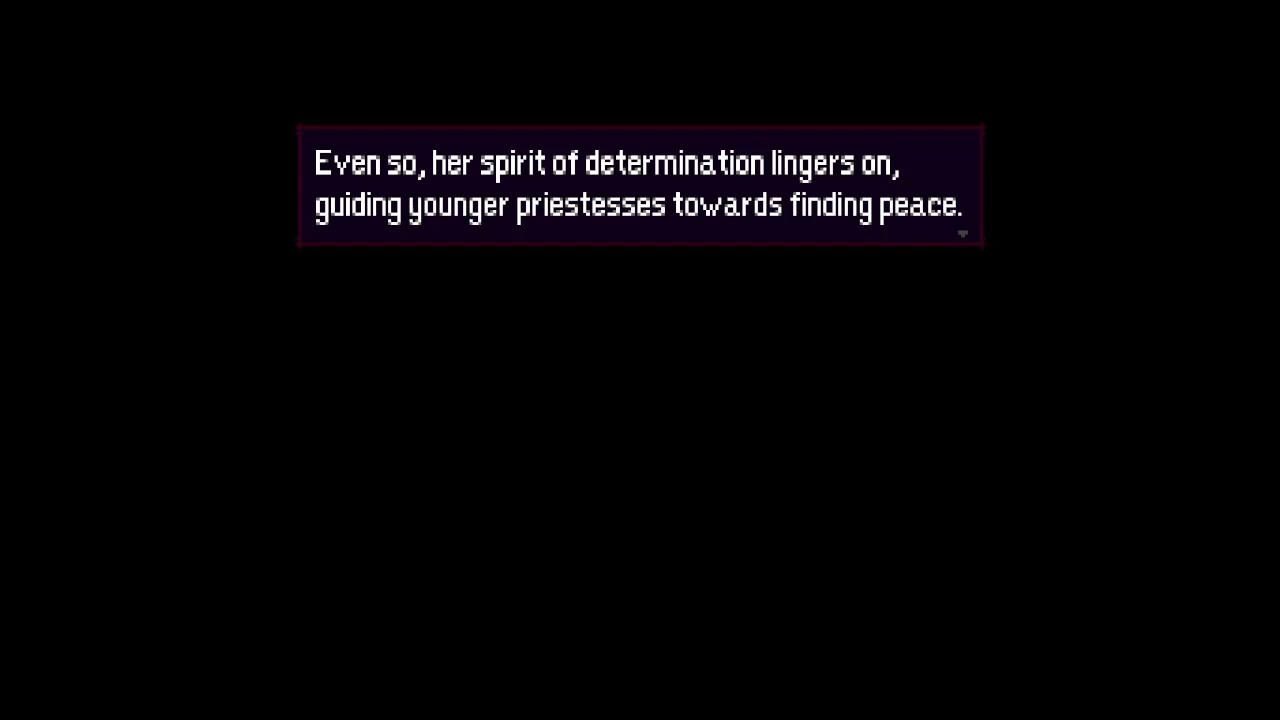 Even so, her spirit of determination lingers on,
guiding younger priestesses towards finding peace.